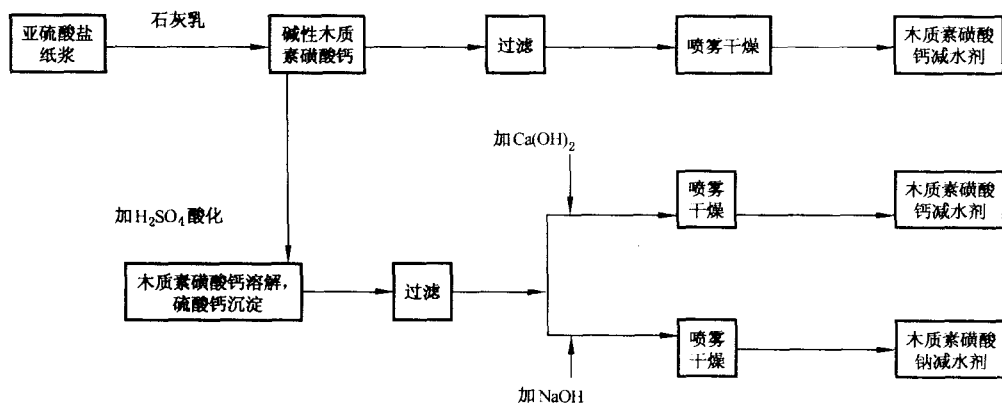 石灰乳
亚硫酸盐
纸浆
碱性木质
素磺酸钙
过滤
喷雾干燥
木质素磺酸
钙减水剂
加Ca(OH)₂
加H₂SO₄酸化
喷雾
干燥
木质素磺酸
钙减水剂
木质素磺酸钙溶解，
硫酸钙沉淀
过滤
喷雾
干燥
木质素磺酸
钠减水剂
加NaOH